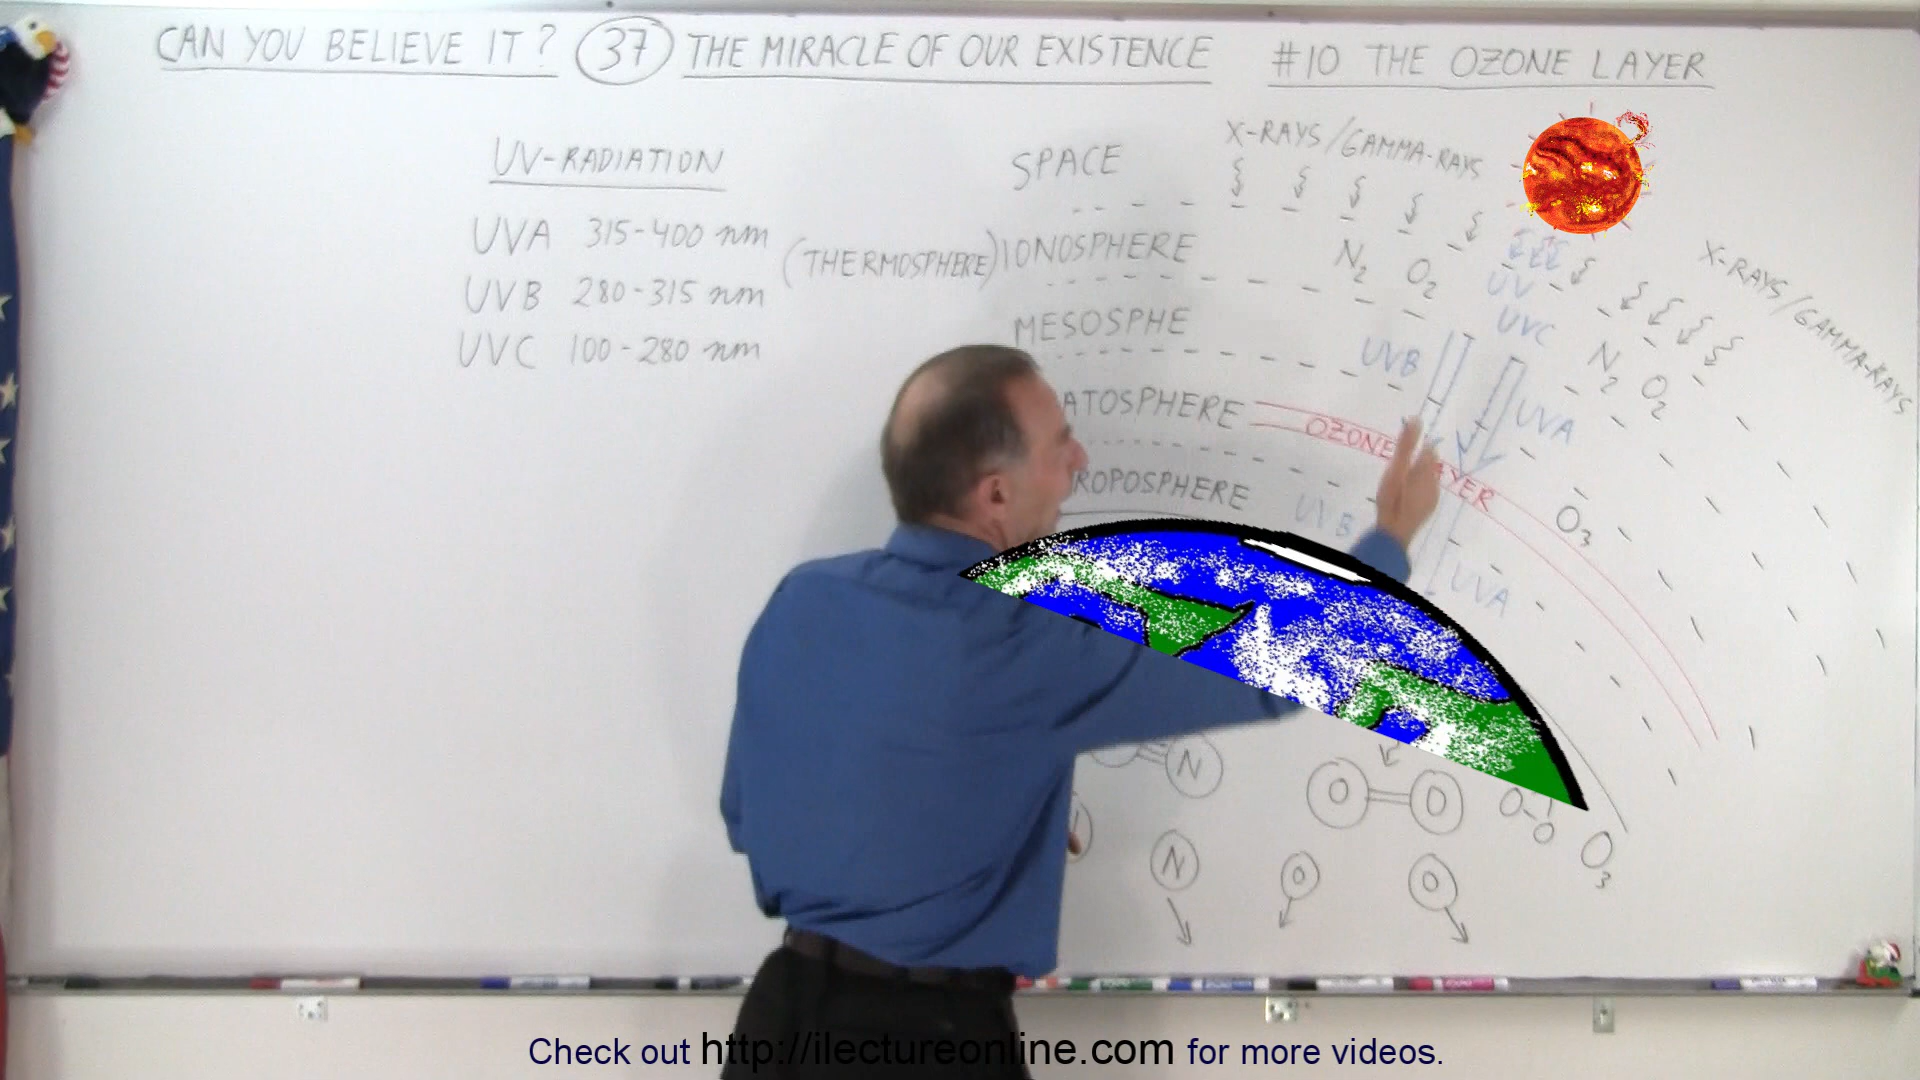 CAN YOU BELIEVE IT? 37 THE MIRACLE OF OUR EXISTENCE #10 THE OZONE LAYER
UV-RADIATION
UVA 315-400 nm
UVB 280-315 nm
UVC 100-280 nm
SPACE
X-RAYS/GAMMA-RAYS
(THERMOSPHERE) IONOSPHERE
N2 O2
UV
UVC
X-RAYS/GAMMA-RAYS
N2 O2
MESOSPHE
UVB
UVA
ATOSPHERE
OZONE AYER
ROPOSPHERE
UVB
O3
UVA
N
O O
O-O
O3
N
O
O
Check out http://ilectureonline.com for more videos.